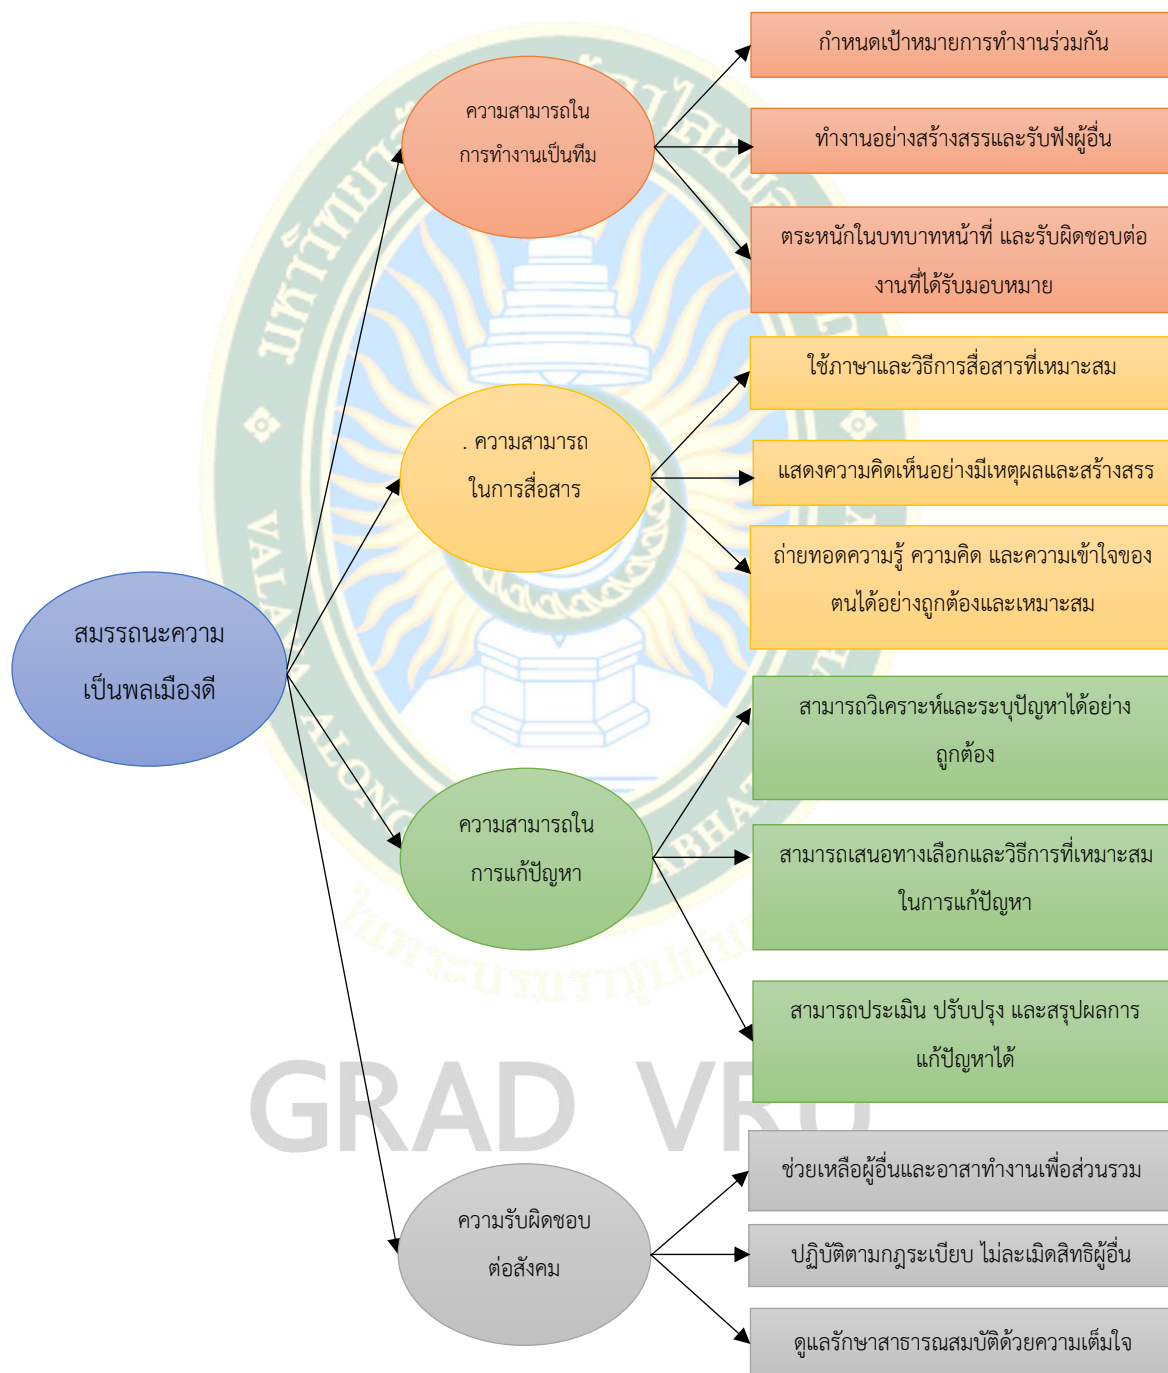 กำหนดเป้าหมายการทำงานร่วมกัน
ความสามารถใน
การทำงานเป็นทีม
ทำงานอย่างสร้างสรรและรับฟังผู้อื่น
ตระหนักในบทบาทหน้าที่ และรับผิดชอบต่อ
งานที่ได้รับมอบหมาย
ใช้ภาษาและวิธีการสื่อสารที่เหมาะสม
. ความสามารถ
ในการสื่อสาร
แสดงความคิดเห็นอย่างมีเหตุผลและสร้างสรร
ถ่ายทอดความรู้ ความคิด และความเข้าใจของ
ตนได้อย่างถูกต้องและเหมาะสม
สมรรถนะความ
เป็นพลเมืองดี
สามารถวิเคราะห์และระบุปัญหาได้อย่าง
ถูกต้อง
ความสามารถใน
การแก้ปัญหา
สามารถเสนอทางเลือกและวิธีการที่เหมาะสม
ในการแก้ปัญหา
สามารถประเมิน ปรับปรุง และสรุปผลการ
แก้ปัญหาได้
GRAD VRU
ช่วยเหลือผู้อื่นและอาสาทำงานเพื่อส่วนรวม
ความรับผิดชอบ
ต่อสังคม
ปฏิบัติตามกฎระเบียบ ไม่ละเมิดสิทธิผู้อื่น
ดูแลรักษาสาธารณสมบัติด้วยความเต็มใจ